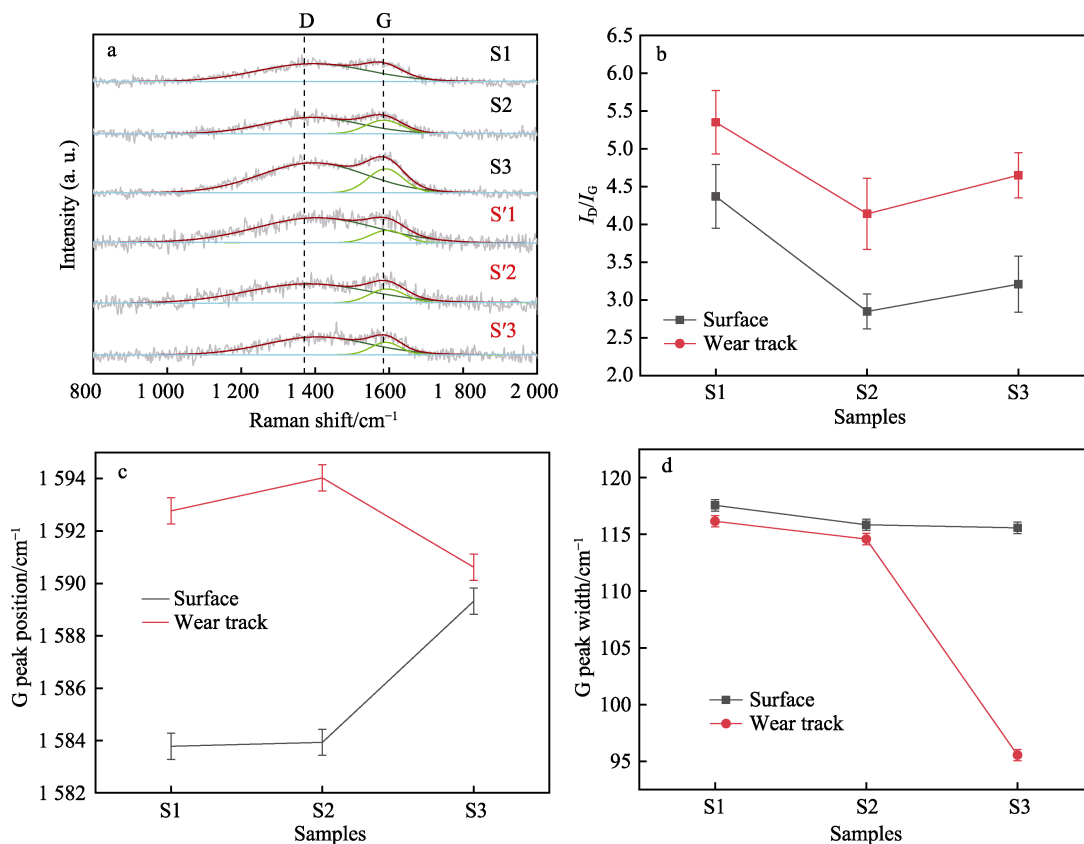 D G
a
S1
S2
S3
S′1
S′2
S′3
Intensity (a. u.)
800 1 000 1 200 1 400 1600 1 800 2 000
Raman shift/cm⁻¹
b
6.5
6.0
5.5
5.0
4.5
4.0
3.5
3.0
2.5
2.0
I_D/I_G
Surface
Wear track
S1 S2 S3
Samples
c
1 594
1 592
1 590
1 588
1 586
1 584
1 582
G peak position/cm⁻¹
Surface
Wear track
S1 S2 S3
Samples
d
120
115
110
105
100
95
G peak width/cm⁻¹
Surface
Wear track
S1 S2 S3
Samples